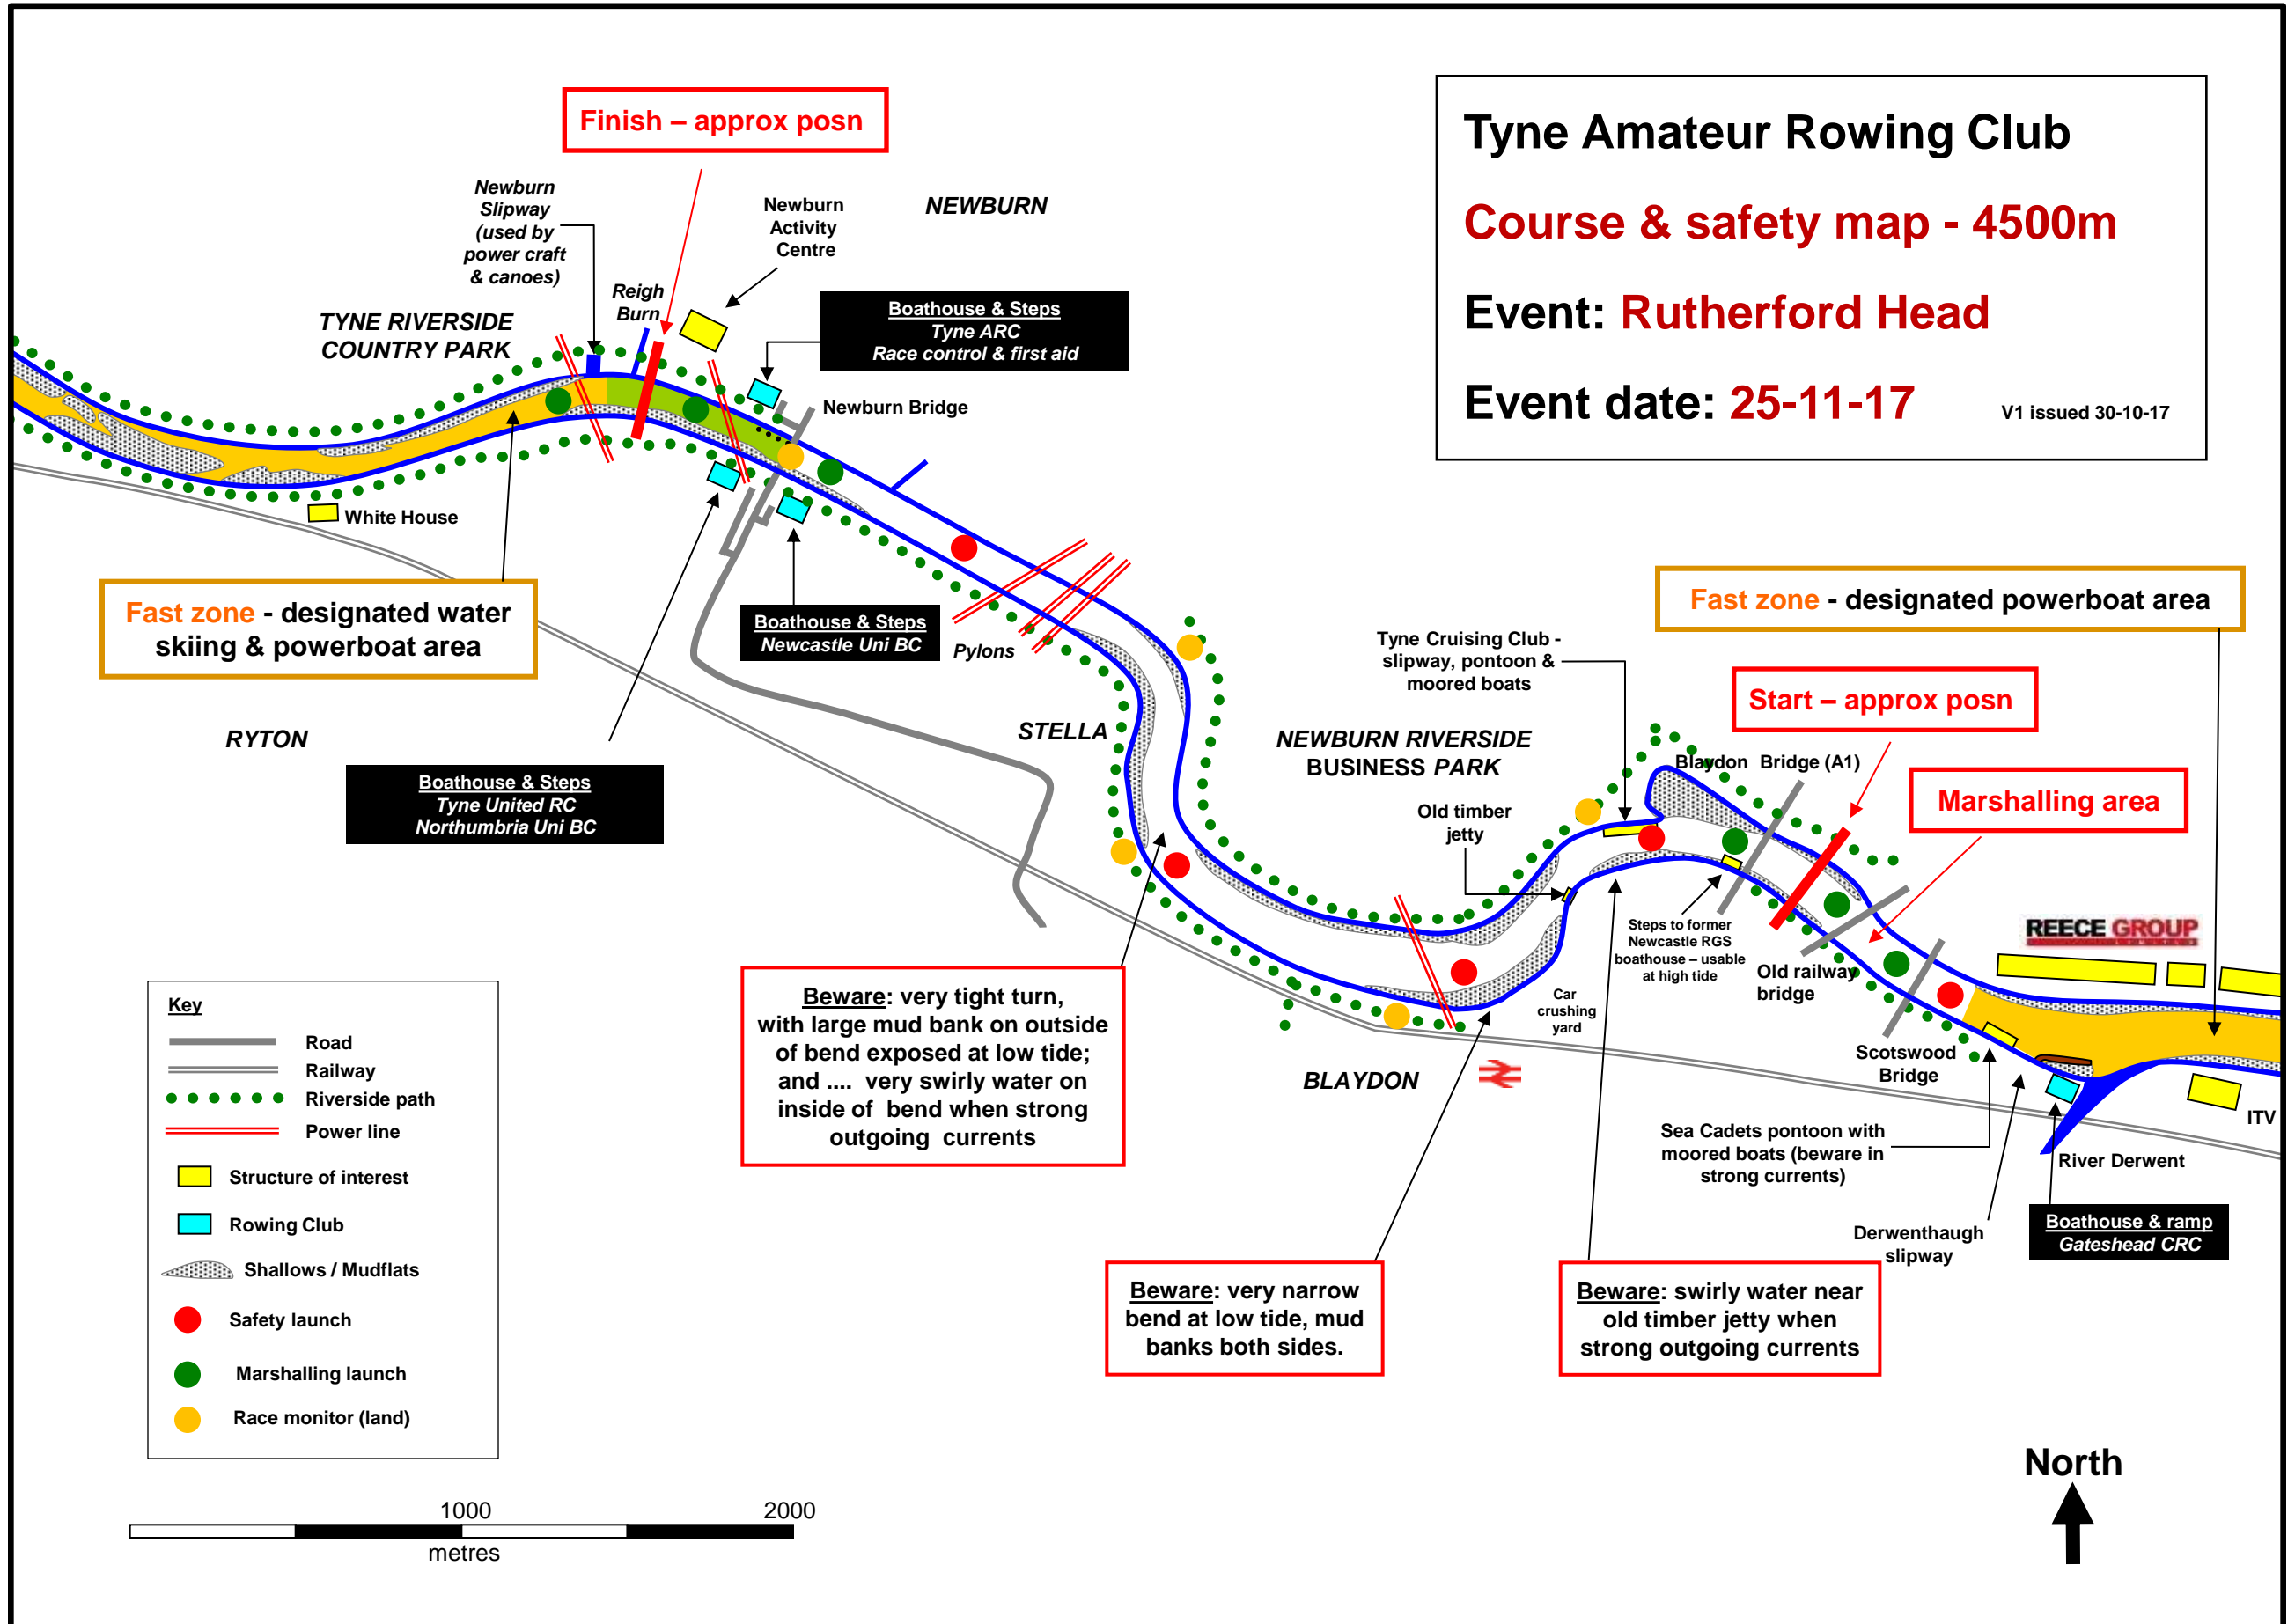 Tyne Amateur Rowing Club
Course & safety map - 4500m
Event: Rutherford Head
Event date: 25-11-17
V1 issued 30-10-17
Finish – approx posn
Newburn
Slipway
(used by
power craft
& canoes)
Reigh
Burn
Newburn
Activity
Centre
NEWBURN
TYNE RIVERSIDE
COUNTRY PARK
Boathouse & Steps
Tyne ARC
Race control & first aid
Newburn Bridge
White House
Fast zone - designated water
skiing & powerboat area
Boathouse & Steps
Newcastle Uni BC
Pylons
RYTON
STELLA
Boathouse & Steps
Tyne United RC
Northumbria Uni BC
Fast zone - designated powerboat area
Tyne Cruising Club -
slipway, pontoon &
moored boats
Start – approx posn
NEWBURN RIVERSIDE
BUSINESS PARK
Blaydon Bridge (A1)
Marshalling area
Old timber
jetty
Steps to former
Newcastle RGS
boathouse – usable
at high tide
Old railway
bridge
REECE GROUP
Car
crushing
yard
Scotswood
Bridge
BLAYDON
ITV
Sea Cadets pontoon with
moored boats (beware in
strong currents)
River Derwent
Derwenthaugh
slipway
Boathouse & ramp
Gateshead CRC
Beware: very tight turn,
with large mud bank on outside
of bend exposed at low tide;
and .... very swirly water on
inside of bend when strong
outgoing currents
Beware: very narrow
bend at low tide, mud
banks both sides.
Beware: swirly water near
old timber jetty when
strong outgoing currents
Key
Road
Railway
Riverside path
Power line
Structure of interest
Rowing Club
Shallows / Mudflats
Safety launch
Marshalling launch
Race monitor (land)
1000
2000
metres
North